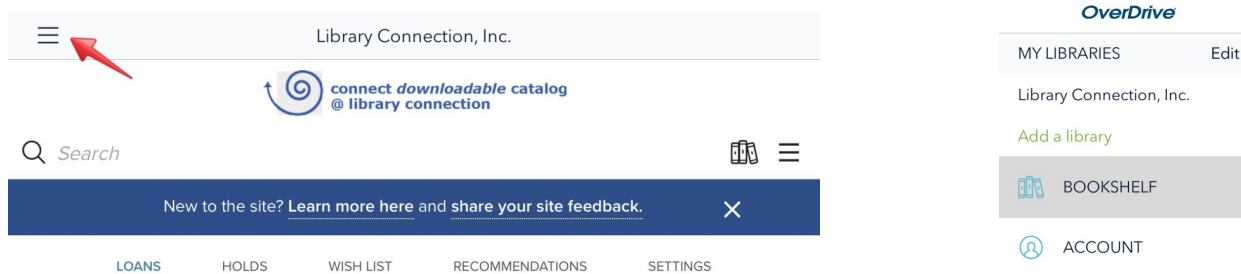 Library Connection, Inc.
connect downloadable catalog
@ library connection
Search
New to the site? Learn more here and share your site feedback.
LOANS HOLDS WISH LIST RECOMMENDATIONS SETTINGS
OverDrive
MY LIBRARIES Edit
Library Connection, Inc.
Add a library
BOOKSHELF
ACCOUNT